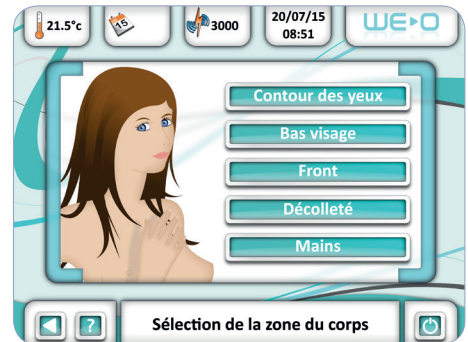 21.5°c
15
3000
20/07/15
08:51
WE►O
Contour des yeux
Bas visage
Front
Décolleté
Mains
?
Sélection de la zone du corps